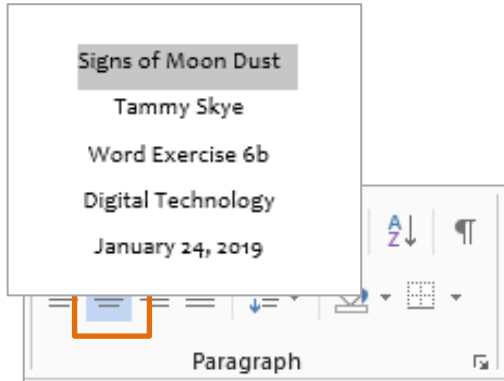 Signs of Moon Dust
Tammy Skye
Word Exercise 6b
Digital Technology
January 24, 2019
A
Z
¶
Paragraph